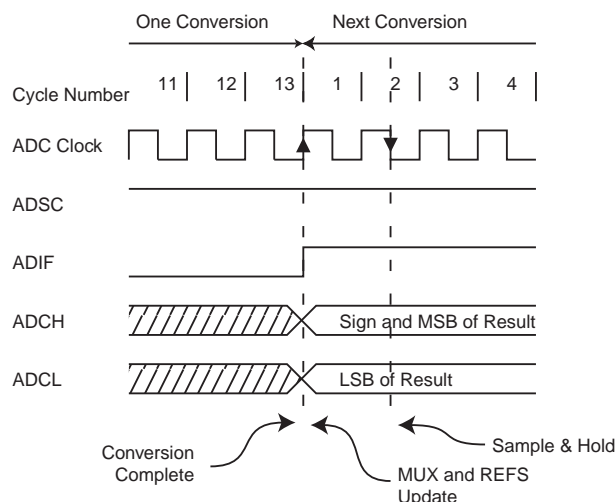 One Conversion Next Conversion
Cycle Number 11 12 13 1 2 3 4
ADC Clock
ADSC
ADIF
ADCH Sign and MSB of Result
ADCL LSB of Result
Conversion
Complete
MUX and REFS
Update
Sample & Hold